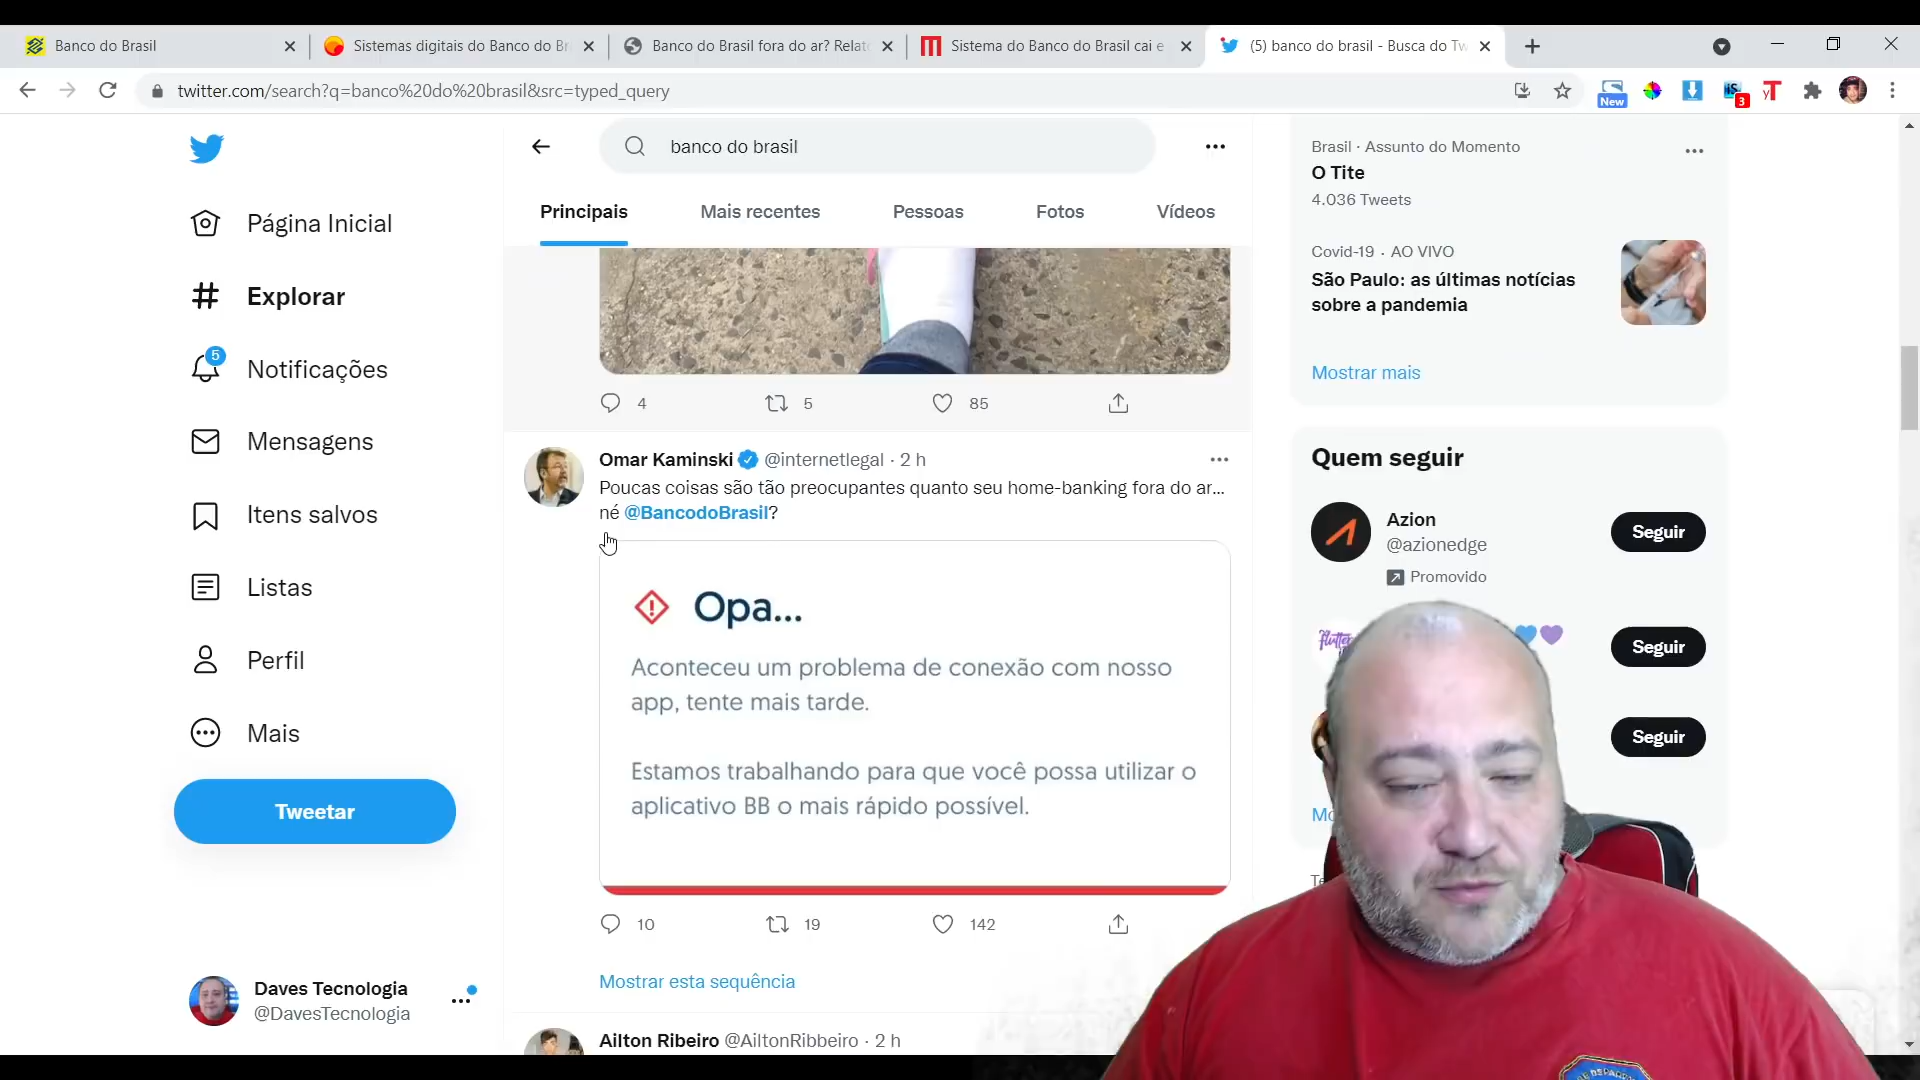 Banco do Brasil
Sistemas digitais do Banco do Br
Banco do Brasil fora do ar? Relat
Sistema do Banco do Brasil cai e
(5) banco do brasil - Busca do Tw
twitter.com/search?q=banco%20do%20brasil&src=typed_query
New
3
banco do brasil
Principais
Mais recentes
Pessoas
Fotos
Vídeos
Página Inicial
Explorar
5
Notificações
Mensagens
Itens salvos
Listas
Perfil
Mais
Tweetar
Daves Tecnologia
@DavesTecnologia
4
5
85
Omar Kaminski @internetlegal · 2 h
Poucas coisas são tão preocupantes quanto seu home-banking fora do ar...
né @BancodoBrasil?
Opa...
Aconteceu um problema de conexão com nosso
app, tente mais tarde.
Estamos trabalhando para que você possa utilizar o
aplicativo BB o mais rápido possível.
10
19
142
Mostrar esta sequência
Ailton Ribeiro @AiltonRibbeiro · 2 h
Brasil · Assunto do Momento
O Tite
4.036 Tweets
Covid-19 · AO VIVO
São Paulo: as últimas notícias
sobre a pandemia
Mostrar mais
Quem seguir
Azion
@azionedge
Promovido
Seguir
flutter
Seguir
Seguir